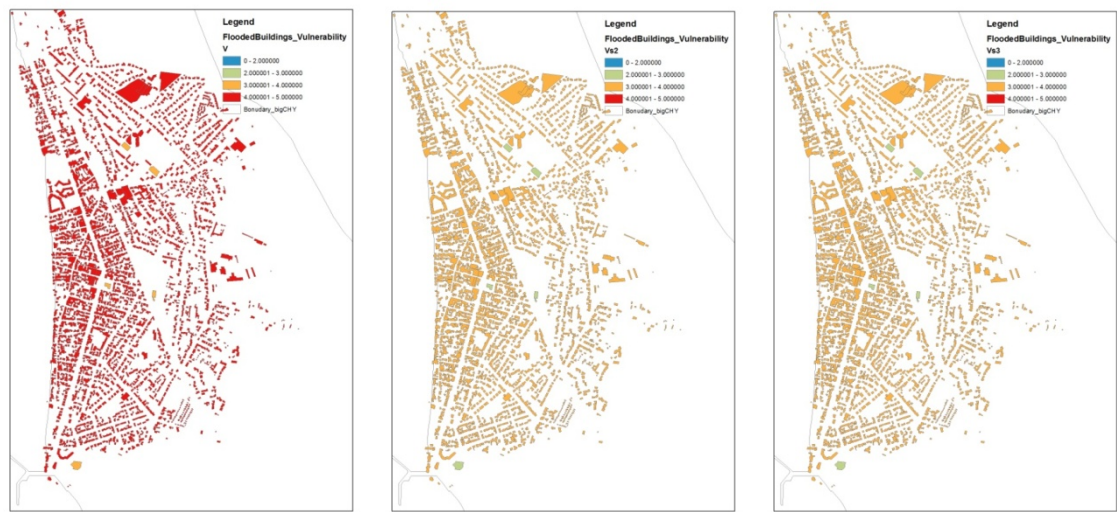 Legend
FloodedBuildings_Vulnerability
V
0 - 2.000000
2.000001 - 3.000000
3.000001 - 4.000000
4.000001 - 5.000000
Bonudary_bigCHY
Legend
FloodedBuildings_Vulnerability
Vs2
0 - 2.000000
2.000001 - 3.000000
3.000001 - 4.000000
4.000001 - 5.000000
Bonudary_bigCHY
Legend
FloodedBuildings_Vulnerability
Vs3
0 - 2.000000
2.000001 - 3.000000
3.000001 - 4.000000
4.000001 - 5.000000
Bonudary_bigCHY